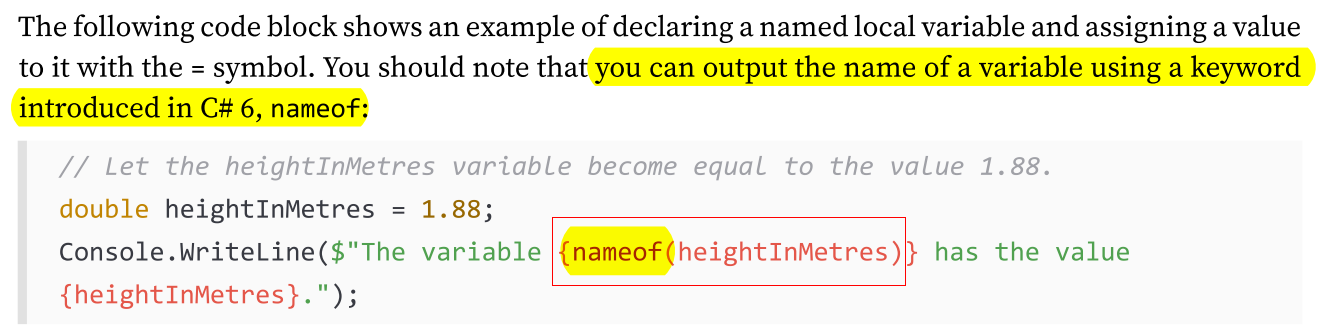 The following code block shows an example of declaring a named local variable and assigning a value
to it with the = symbol. You should note that you can output the name of a variable using a keyword
introduced in C# 6, nameof:
// Let the heightInMetres variable become equal to the value 1.88.
double heightInMetres = 1.88;
Console.WriteLine($"The variable {nameof(heightInMetres)} has the value
{heightInMetres}.");